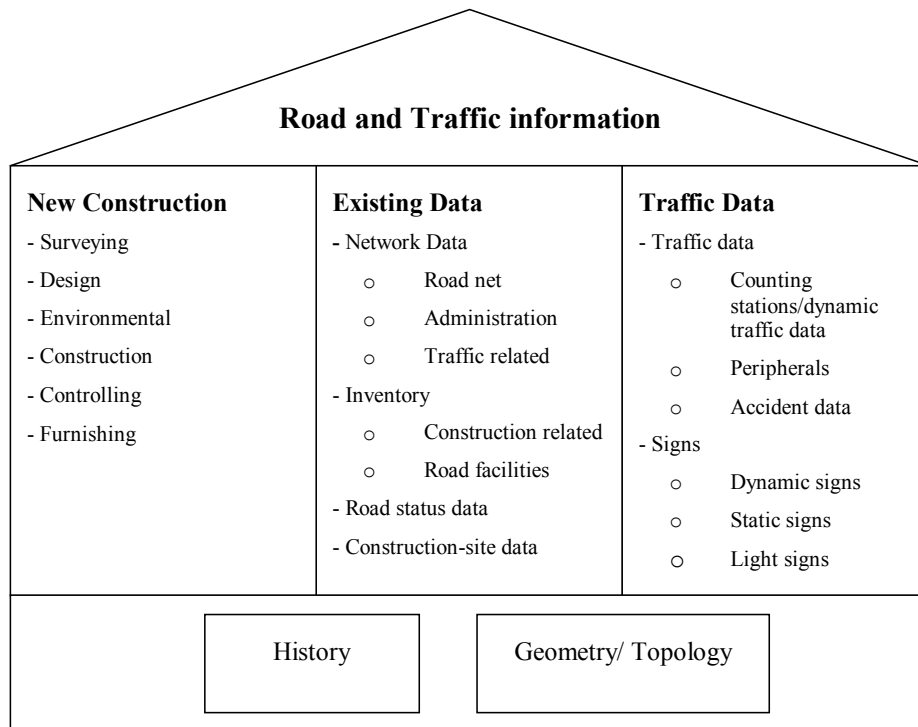 Road and Traffic information
New Construction
- Surveying
- Design
- Environmental
- Construction
- Controlling
- Furnishing
Existing Data
- Network Data
o Road net
o Administration
o Traffic related
- Inventory
o Construction related
o Road facilities
- Road status data
- Construction-site data
Traffic Data
- Traffic data
o Counting
stations/dynamic
traffic data
o Peripherals
o Accident data
- Signs
o Dynamic signs
o Static signs
o Light signs
History
Geometry/ Topology